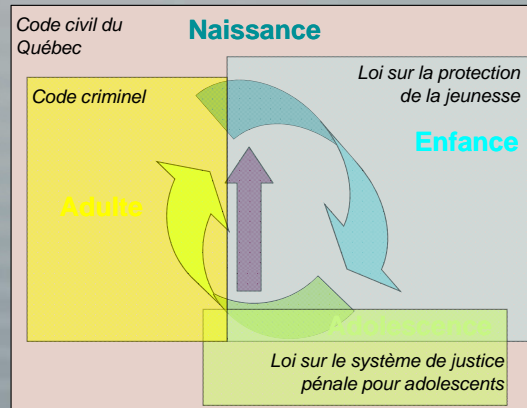 Code civil du
Québec
Naissance
Loi sur la protection
de la jeunesse
Code criminel
Enfance
Adulte
Adolescence
Loi sur le système de justice
pénale pour adolescents